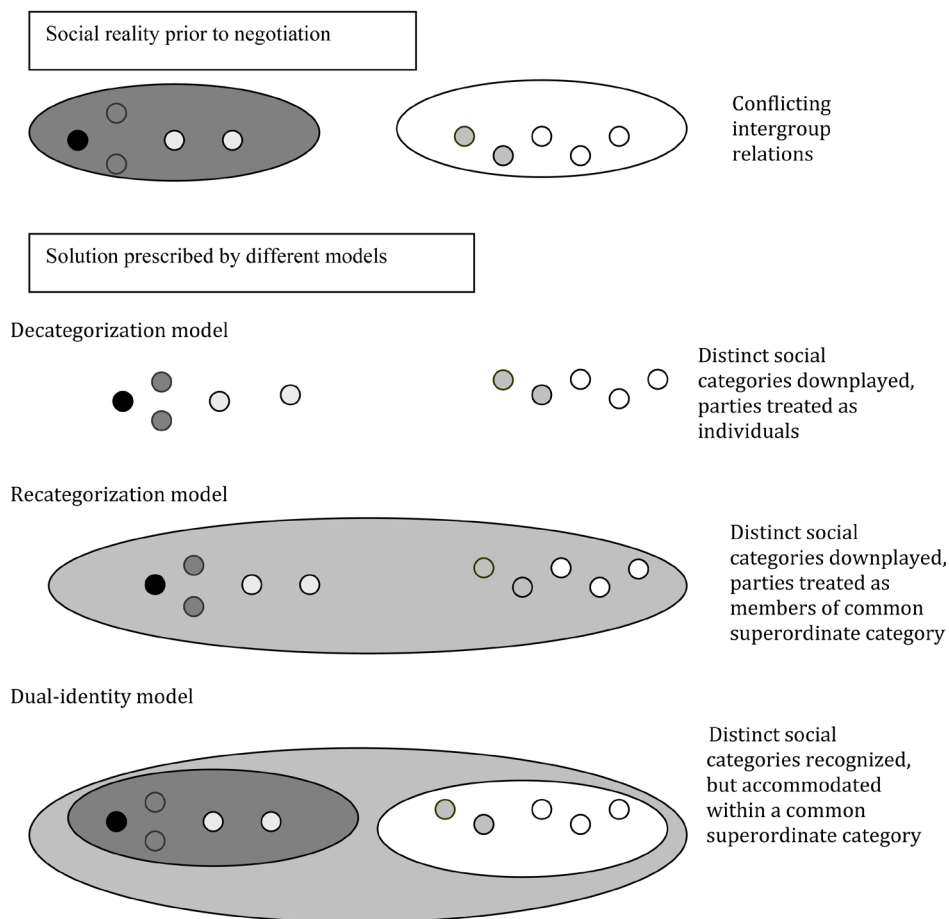 Social reality prior to negotiation
Conflicting
intergroup
relations
Solution prescribed by different models
Decategorization model
Distinct social
categories downplayed,
parties treated as
individuals
Recategorization model
Distinct social
categories downplayed,
parties treated as
members of common
superordinate category
Dual-identity model
Distinct social
categories recognized,
but accommodated
within a common
superordinate category